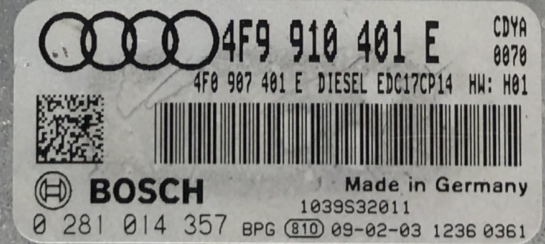 4F9 910 401 E CDYA
0070
4F0 907 401 E DIESEL EDC17CP14 HW: H01
BOSCH Made in Germany
1039S32011
0 281 014 357 BPG 810 09-02-03 1236 0361